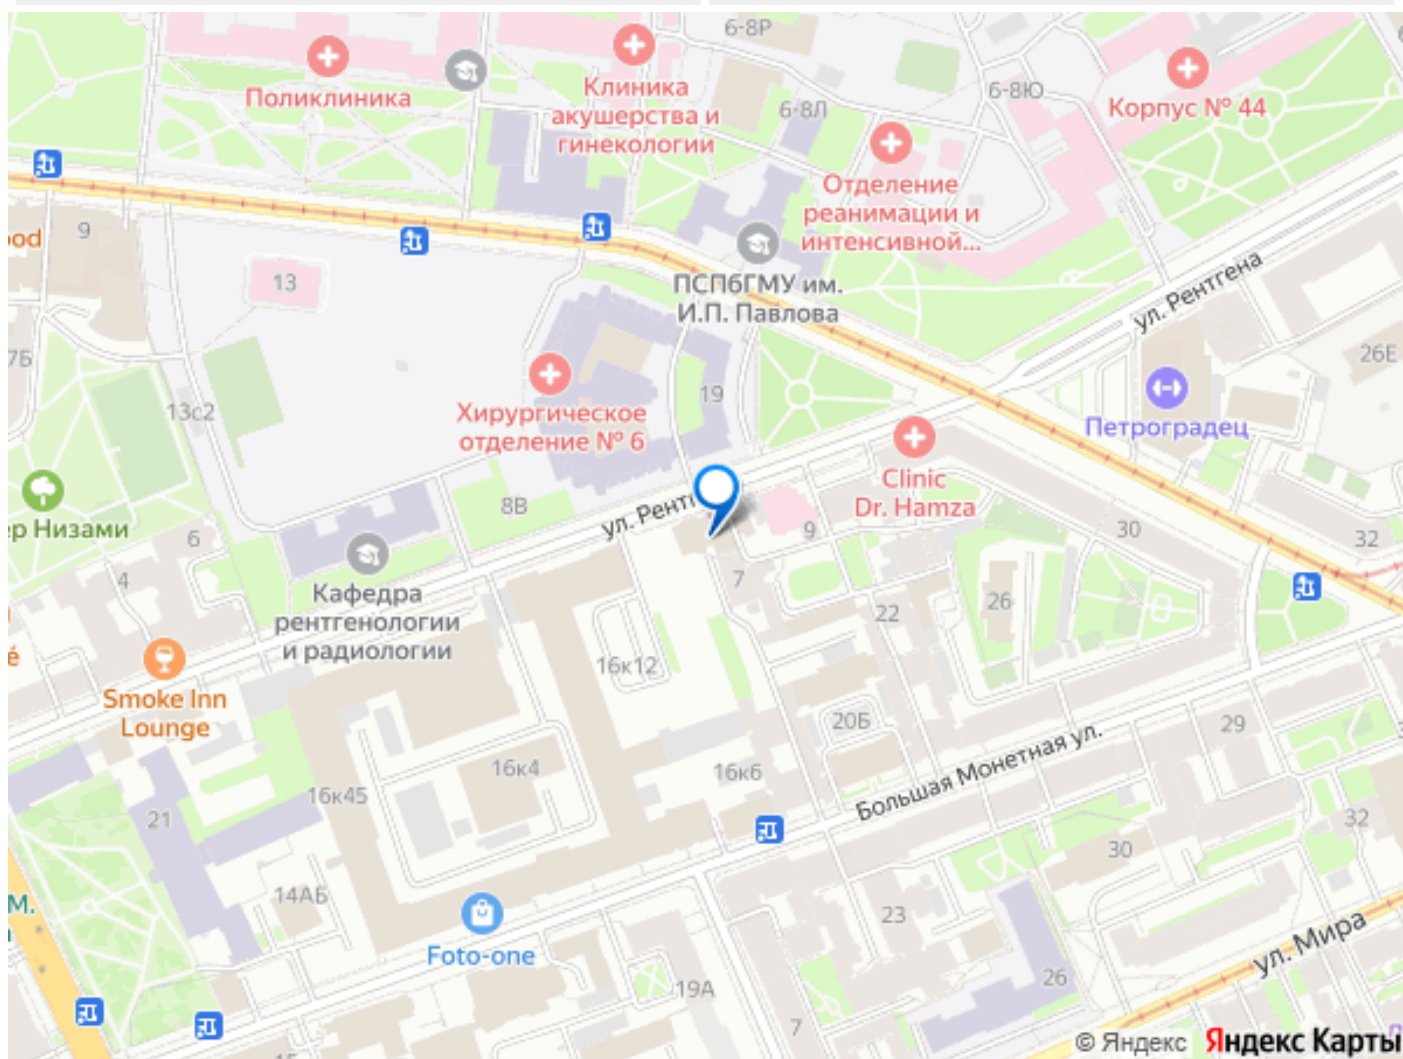 6-8Р
Поликлиника
Клиника
акушерства и
гинекологии
6-8Л
6-8Ю
Корпус № 44
Отделение
реанимации и
интенсивной...
ood
9
13
ПСПбГМУ им.
И.П. Павлова
ул. Рентгена
7Б
26Е
13с2
Хирургическое
отделение № 6
19
Петроградец
Clinic
Dr. Hamza
8В
ул. Рентг
ер Низами
6
9
30
32
4
Кафедра
рентгенологии
и радиологии
7
22
26
é
16к12
Smoke Inn
Lounge
20Б
29
Большая Монетная ул.
16к4
16к6
16к45
21
32
30
14АБ
М.
23
Foto-one
ул. Мира
19А
26
7
15
© Яндекс Яндекс Карты